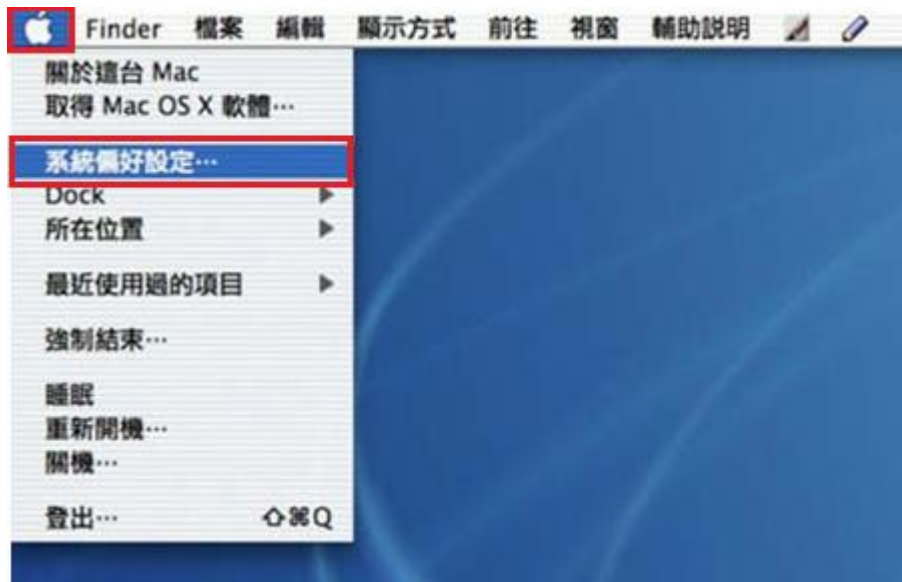 Finder 檔案 編輯 顯示方式 前往 視窗 輔助說明
關於這台 Mac
取得 Mac OS X 軟體…
系統偏好設定…
Dock
所在位置
最近使用過的項目
強制結束…
睡眠
重新開機…
關機…
登出… ⇧⌘Q